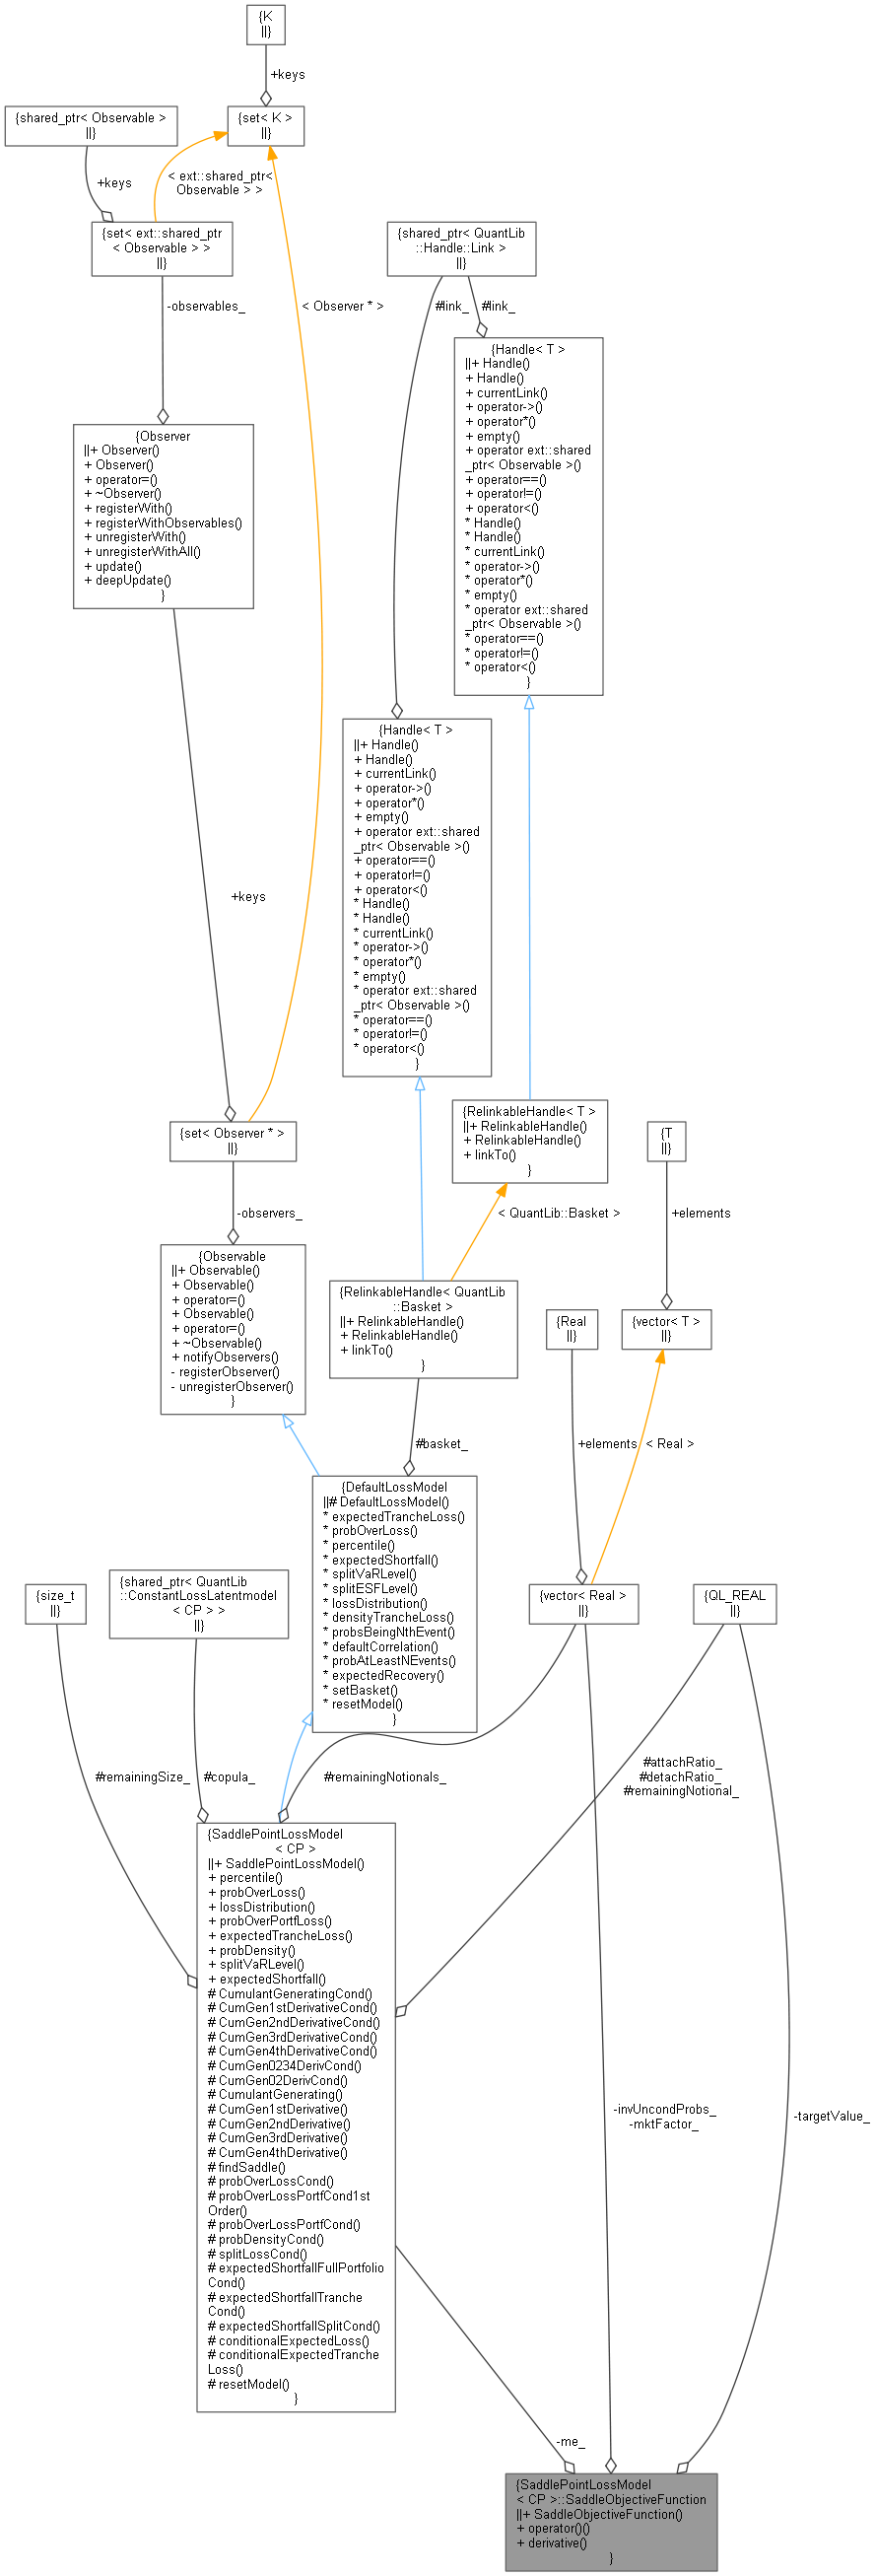 {K
||}
+keys
{shared_ptr< Observable >
||}
{set< K >
||}
+keys
< ext::shared_ptr<
Observable > >
{set< ext::shared_ptr
< Observable > >
||}
{shared_ptr< QuantLib
::Handle::Link >
||}
-observables_
< Observer * >
#link_
#link_
{Handle< T >
||+ Handle()
+ Handle()
+ currentLink()
+ operator->()
+ operator*()
+ empty()
+ operator ext::shared
_ptr< Observable >()
+ operator==()
+ operator!=()
+ operator<()
* Handle()
* Handle()
* currentLink()
* operator->()
* operator*()
* empty()
* operator ext::shared
_ptr< Observable >()
* operator==()
* operator!=()
* operator<()
}
{Observer
||+ Observer()
+ Observer()
+ operator=()
+ ~Observer()
+ registerWith()
+ registerWithObservables()
+ unregisterWith()
+ unregisterWithAll()
+ update()
+ deepUpdate()
}
{Handle< T >
||+ Handle()
+ Handle()
+ currentLink()
+ operator->()
+ operator*()
+ empty()
+ operator ext::shared
_ptr< Observable >()
+ operator==()
+ operator!=()
+ operator<()
* Handle()
* Handle()
* currentLink()
* operator->()
* operator*()
* empty()
* operator ext::shared
_ptr< Observable >()
* operator==()
* operator!=()
* operator<()
}
+keys
{set< Observer * >
||}
{RelinkableHandle< T >
||+ RelinkableHandle()
+ RelinkableHandle()
+ linkTo()
}
{T
||}
-observers_
< QuantLib::Basket >
+elements
{Observable
||+ Observable()
+ Observable()
+ operator=()
+ Observable()
+ operator=()
+ ~Observable()
+ notifyObservers()
- registerObserver()
- unregisterObserver()
}
{RelinkableHandle< QuantLib
::Basket >
||+ RelinkableHandle()
+ RelinkableHandle()
+ linkTo()
}
{Real
||}
{vector< T >
||}
#basket_
+elements
< Real >
{DefaultLossModel
||# DefaultLossModel()
* expectedTrancheLoss()
* probOverLoss()
* percentile()
* expectedShortfall()
* splitVaRLevel()
* splitESFLevel()
* lossDistribution()
* densityTrancheLoss()
* probsBeingNthEvent()
* defaultCorrelation()
* probAtLeastNEvents()
* expectedRecovery()
* setBasket()
* resetModel()
}
{size_t
||}
{shared_ptr< QuantLib
::ConstantLossLatentmodel
< CP > >
||}
{vector< Real >
||}
{QL_REAL
||}
#remainingSize_
#copula_
#remainingNotionals_
#attachRatio_
#detachRatio_
#remainingNotional_
{SaddlePointLossModel
< CP >
||+ SaddlePointLossModel()
+ percentile()
+ probOverLoss()
+ lossDistribution()
+ probOverPortfLoss()
+ expectedTrancheLoss()
+ probDensity()
+ splitVaRLevel()
+ expectedShortfall()
# CumulantGeneratingCond()
# CumGen1stDerivativeCond()
# CumGen2ndDerivativeCond()
# CumGen3rdDerivativeCond()
# CumGen4thDerivativeCond()
# CumGen0234DerivCond()
# CumGen02DerivCond()
# CumulantGenerating()
# CumGen1stDerivative()
# CumGen2ndDerivative()
# CumGen3rdDerivative()
# CumGen4thDerivative()
# findSaddle()
# probOverLossCond()
# probOverLossPortfCond1st
Order()
# probOverLossPortfCond()
# probDensityCond()
# splitLossCond()
# expectedShortfallFullPortfolio
Cond()
# expectedShortfallTranche
Cond()
# expectedShortfallSplitCond()
# conditionalExpectedLoss()
# conditionalExpectedTranche
Loss()
# resetModel()
}
-invUncondProbs_
-mktFactor_
-targetValue_
-me_
{SaddlePointLossModel
< CP >::SaddleObjectiveFunction
||+ SaddleObjectiveFunction()
+ operator()()
+ derivative()
}